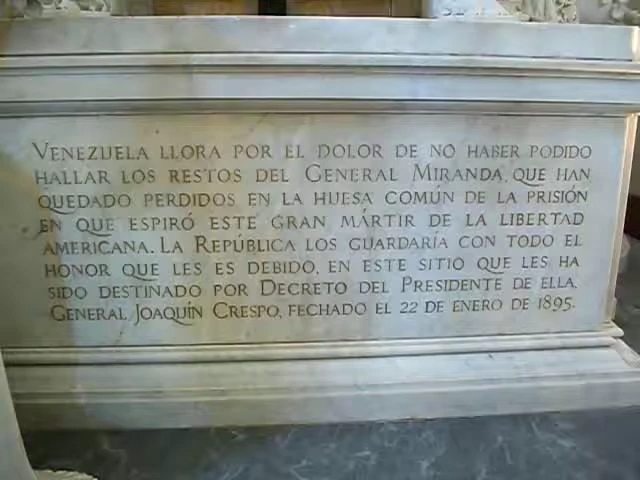 VENEZUELA LLORA POR EL DOLOR DE NO HABER PODIDO
HALLAR LOS RESTOS DEL GENERAL MIRANDA, QUE HAN
QUEDADO PERDIDOS EN LA HUESA COMÚN DE LA PRISIÓN
EN QUE ESPIRÓ ESTE GRAN MÁRTIR DE LA LIBERTAD
AMERICANA. LA REPÚBLICA LOS GUARDARÍA CON TODO EL
HONOR QUE LES ES DEBIDO, EN ESTE SITIO QUE LES HA
SIDO DESTINADO POR DECRETO DEL PRESIDENTE DE ELLA,
GENERAL JOAQUÍN CRESPO, FECHADO EL 22 DE ENERO DE 1895.